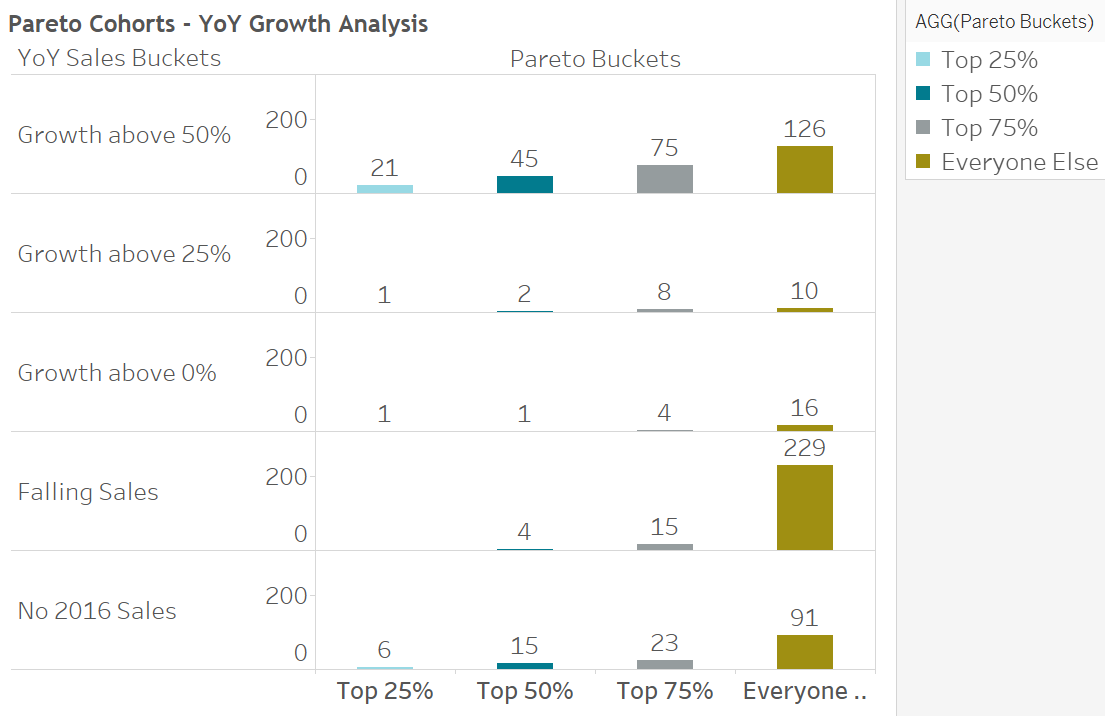 Pareto Cohorts - YoY Growth Analysis
YoY Sales Buckets
Pareto Buckets
Growth above 50%
200
0
21
45
75
126
Growth above 25%
200
0
1
2
8
10
Growth above 0%
200
0
1
1
4
16
Falling Sales
200
0
4
15
229
No 2016 Sales
200
0
6
15
23
91
Top 25%
Top 50%
Top 75%
Everyone ..
AGG(Pareto Buckets)
Top 25%
Top 50%
Top 75%
Everyone Else